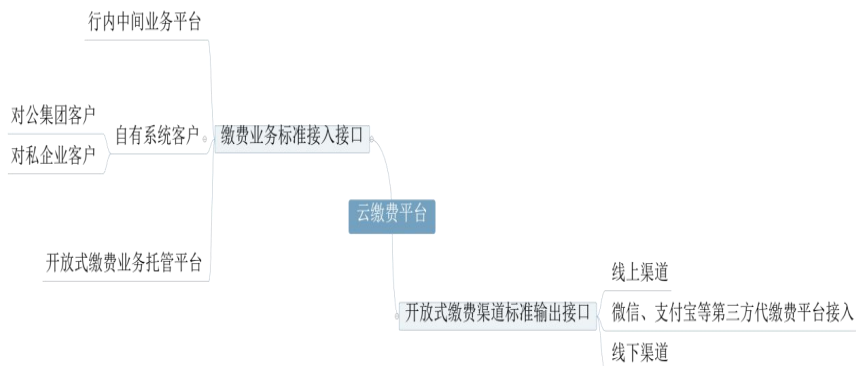 行内中间业务平台
对公集团客户
对私企业客户
自有系统客户
缴费业务标准接入接口
开放式缴费业务托管平台
云缴费平台
开放式缴费渠道标准输出接口
线上渠道
微信、支付宝等第三方代缴费平台接入
线下渠道